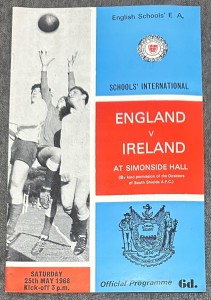 English Schools' F. A.
SCHOOLS' INTERNATIONAL
ENGLAND
v
IRELAND
AT SIMONSIDE HALL
(By kind permission of the Directors
of South Shields A.F.C.)
SATURDAY
25th MAY 1968
Kick-off 3 p.m.
Official Programme 6d.